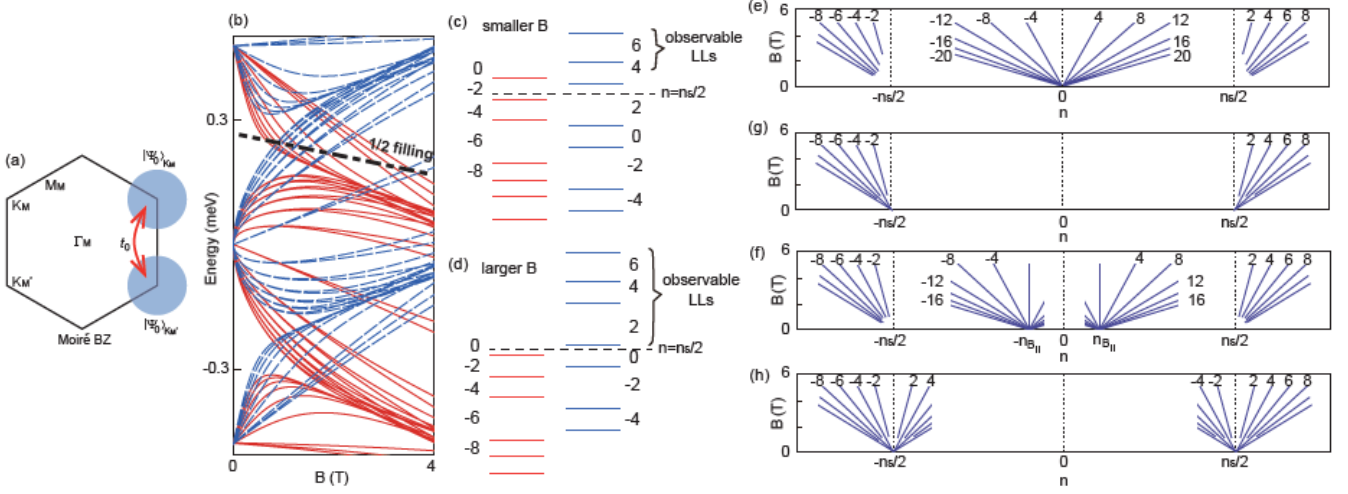 (a)
|Ψ₀⟩KM
MM
KM
ΓM
t₀
KM'
|Ψ₀⟩KM'
Moiré BZ
(b)
Energy (meV)
0.3
-0.3
1/2 filling
0
4
B (T)
(c)
smaller B
0
-2
-4
-6
-8
6
4
2
0
-2
-4
observable
LLs
n=ns/2
(d)
larger B
0
-2
-4
-6
-8
6
4
2
0
-2
-4
observable
LLs
n=ns/2
(e)
B (T)
6
0
-8 -6 -4 -2
-12 -8 -4 4 8 12
-16 16
-20 20
2 4 6 8
-ns/2 0 ns/2
n
(g)
B (T)
6
0
-8 -6 -4 -2
2 4 6 8
-ns/2 0 ns/2
n
(f)
B (T)
6
0
-8 -6 -4 -2
-8 -4 4 8
-12 12
-16 16
2 4 6 8
-ns/2 -nB|| 0 nB|| ns/2
n
(h)
B (T)
6
0
-8 -6 -4 -2 2 4
-4 -2 2 4 6 8
-ns/2 0 ns/2
n